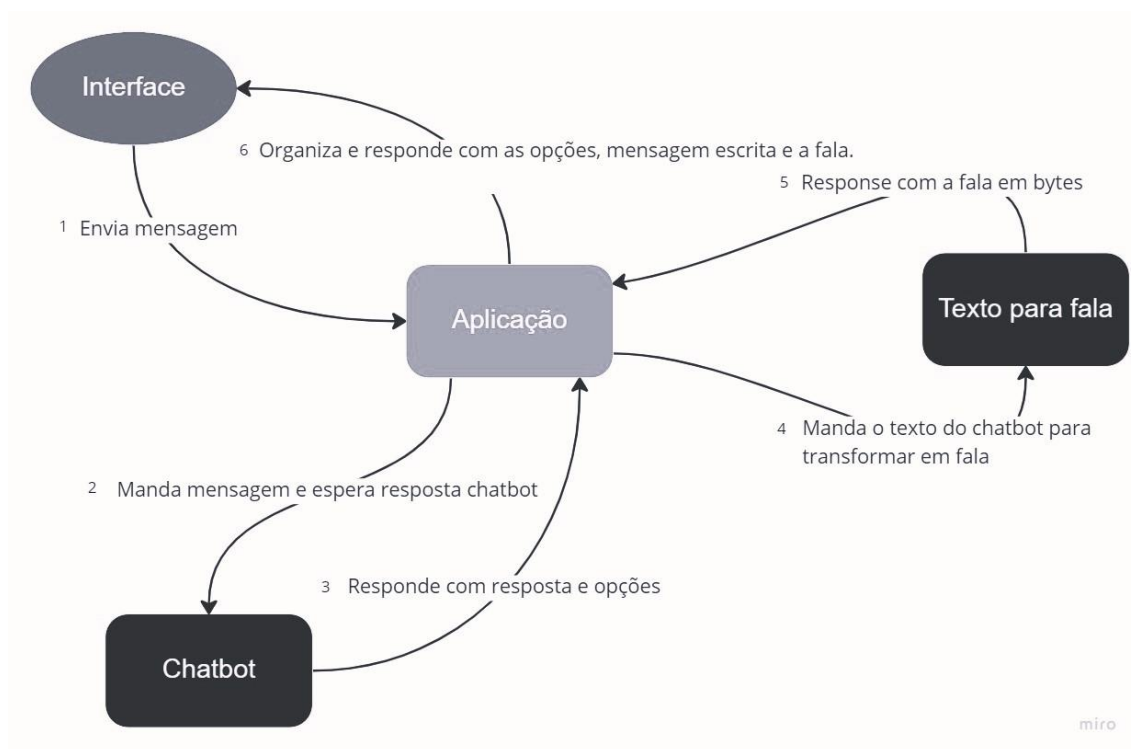 Interface
6 Organiza e responde com as opções, mensagem escrita e a fala.
5 Response com a fala em bytes
1 Envia mensagem
Aplicação
Texto para fala
4 Manda o texto do chatbot para
transformar em fala
2 Manda mensagem e espera resposta chatbot
3 Responde com resposta e opções
Chatbot
miro